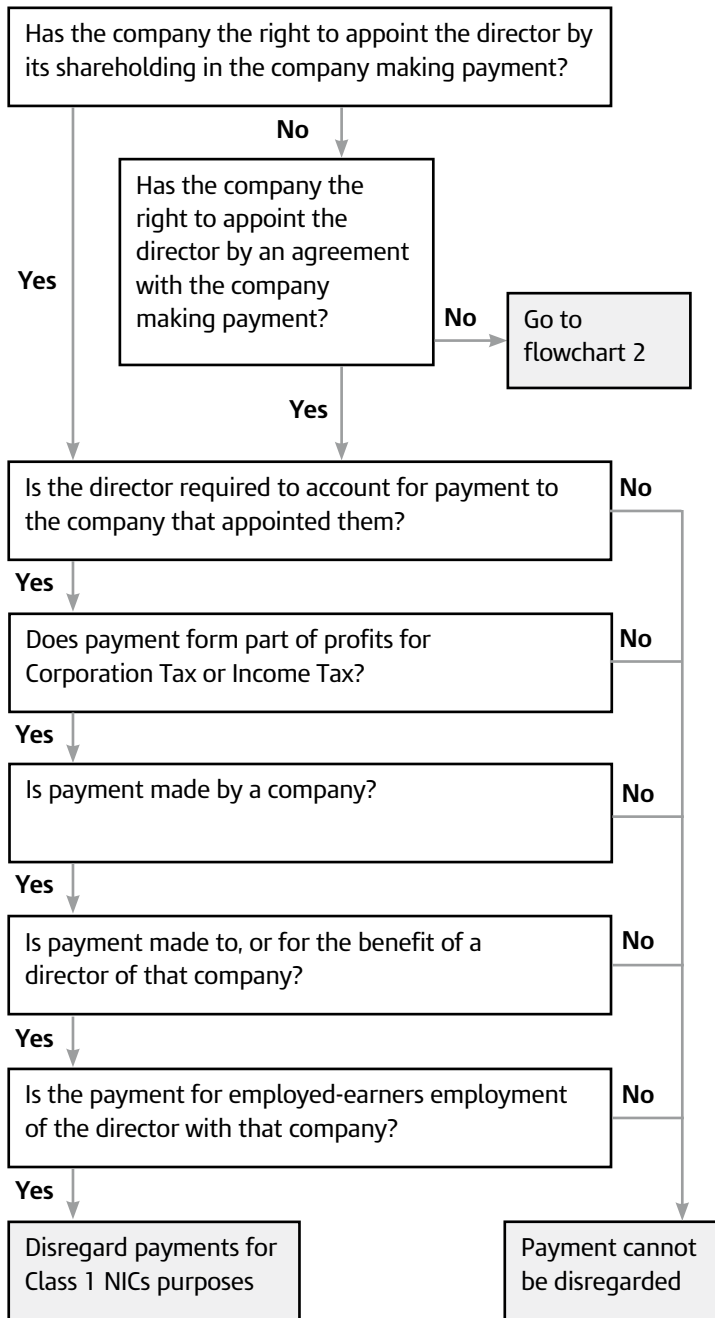 Has the company the right to appoint the director by
its shareholding in the company making payment?
No
Has the company the
right to appoint the
director by an agreement
with the company
making payment?
Yes
No
Go to
flowchart 2
Yes
Is the director required to account for payment to
the company that appointed them?
No
Yes
Does payment form part of profits for
Corporation Tax or Income Tax?
No
Yes
Is payment made by a company?
No
Yes
Is payment made to, or for the benefit of a
director of that company?
No
Yes
Is the payment for employed-earners employment
of the director with that company?
No
Yes
Disregard payments for
Class 1 NICs purposes
Payment cannot
be disregarded